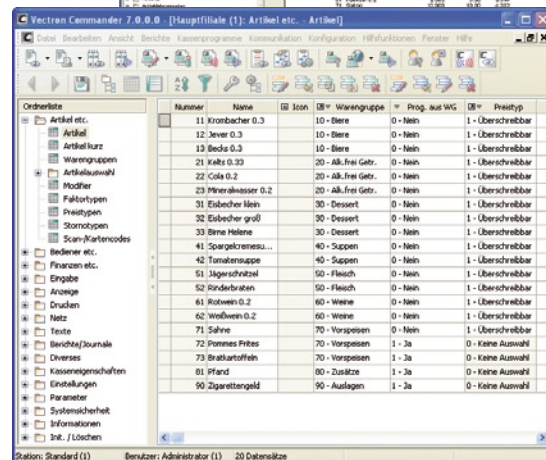 Vectron Commander 7.0.0.0 - [Hauptfiliale (1): Artikel etc. - Artikel]
Datei Bearbeiten Ansicht Berichte Kassenprogramme Kommunikation Konfiguration Hilfsfunktionen Fenster Hilfe
Ordnerliste
Artikel etc.
Artikel
Artikel kurz
Warengruppen
Artikelauswahl
Modifier
Faktortypen
Preistypen
Stornotypen
Scan-/Kartencodes
Bediener etc.
Finanzen etc.
Eingabe
Anzeige
Drucken
Netz
Texte
Berichte/Journale
Diverses
Kasseneigenschaften
Einstellungen
Parameter
Systemsicherheit
Informationen
Init. / Löschen
Nummer Name Icon Warengruppe Prog. aus WG Preistyp
11 Krombacher 0.3 10 - Biere 0 - Nein 1 - Überschreibbar
12 Jever 0.3 10 - Biere 0 - Nein 1 - Überschreibbar
13 Becks 0.3 10 - Biere 0 - Nein 1 - Überschreibbar
21 Kelts 0.33 20 - Alk.frei Getr. 0 - Nein 1 - Überschreibbar
22 Cola 0.2 20 - Alk.frei Getr. 0 - Nein 1 - Überschreibbar
23 Mineralwasser 0.2 20 - Alk.frei Getr. 0 - Nein 1 - Überschreibbar
31 Eisbecher klein 30 - Dessert 0 - Nein 1 - Überschreibbar
32 Eisbecher groß 30 - Dessert 0 - Nein 1 - Überschreibbar
33 Birne Helene 30 - Dessert 0 - Nein 1 - Überschreibbar
41 Spargelcremesu... 40 - Suppen 0 - Nein 1 - Überschreibbar
42 Tomatensuppe 40 - Suppen 0 - Nein 1 - Überschreibbar
51 Jägerschnitzel 50 - Fleisch 0 - Nein 1 - Überschreibbar
52 Rinderbraten 50 - Fleisch 0 - Nein 1 - Überschreibbar
61 Rotwein 0.2 60 - Weine 0 - Nein 1 - Überschreibbar
62 Weißwein 0.2 60 - Weine 0 - Nein 1 - Überschreibbar
71 Sahne 70 - Vorspeisen 0 - Nein 1 - Überschreibbar
72 Pommes Frites 70 - Vorspeisen 1 - Ja 0 - Keine Auswahl
73 Bratkartoffeln 70 - Vorspeisen 1 - Ja 0 - Keine Auswahl
81 Pfand 80 - Zusätze 1 - Ja 0 - Keine Auswahl
90 Zigarettengeld 90 - Auslagen 1 - Ja 0 - Keine Auswahl
Station: Standard (1) Benutzer: Administrator (1) 20 Datensätze